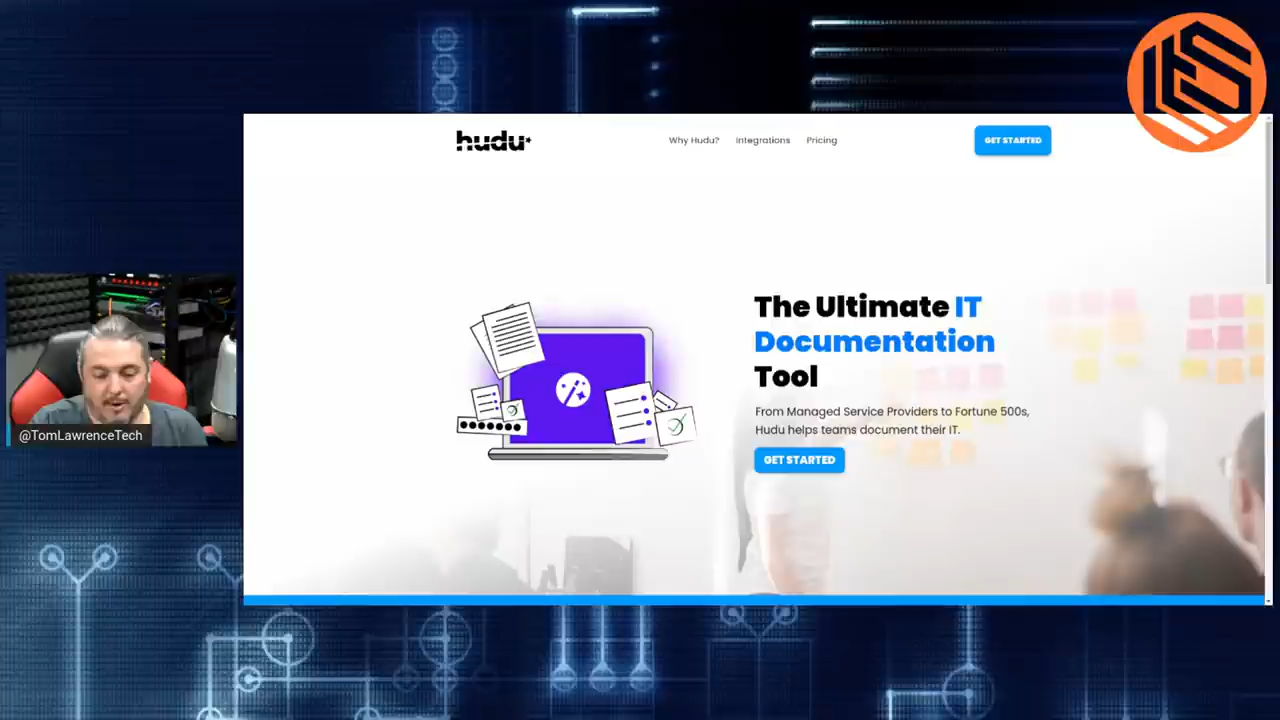 hudu
Why Hudu?
Integrations
Pricing
GET STARTED
The Ultimate IT
Documentation
Tool
From Managed Service Providers to Fortune 500s,
Hudu helps teams document their IT.
GET STARTED
@TomLawrenceTech